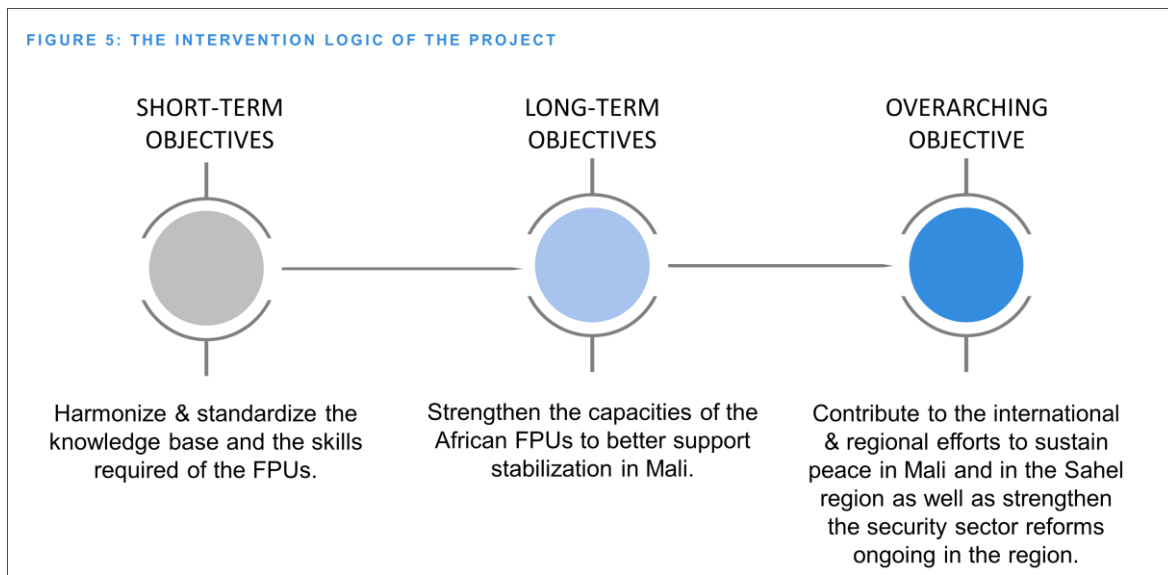 FIGURE 5: THE INTERVENTION LOGIC OF THE PROJECT
SHORT-TERM
OBJECTIVES
Harmonize & standardize the
knowledge base and the skills
required of the FPUs.
LONG-TERM
OBJECTIVES
Strengthen the capacities of the
African FPUs to better support
stabilization in Mali.
OVERARCHING
OBJECTIVE
Contribute to the international
& regional efforts to sustain
peace in Mali and in the Sahel
region as well as strengthen
the security sector reforms
ongoing in the region.